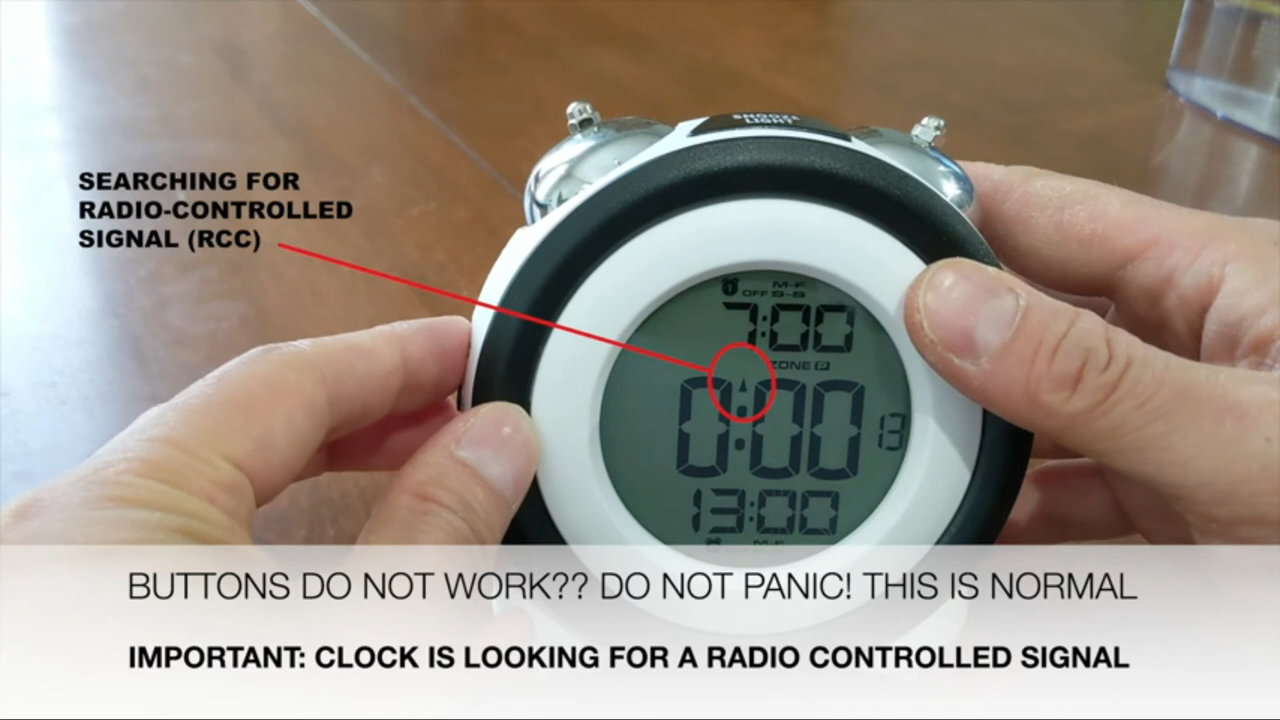 SEARCHING FOR
RADIO-CONTROLLED
SIGNAL (RCC)
SNOOZE
LIGHT
M-F
OFF S-S
7:00
ZONE P
0:00
13
13:00
M-F
BUTTONS DO NOT WORK?? DO NOT PANIC! THIS IS NORMAL
IMPORTANT: CLOCK IS LOOKING FOR A RADIO CONTROLLED SIGNAL